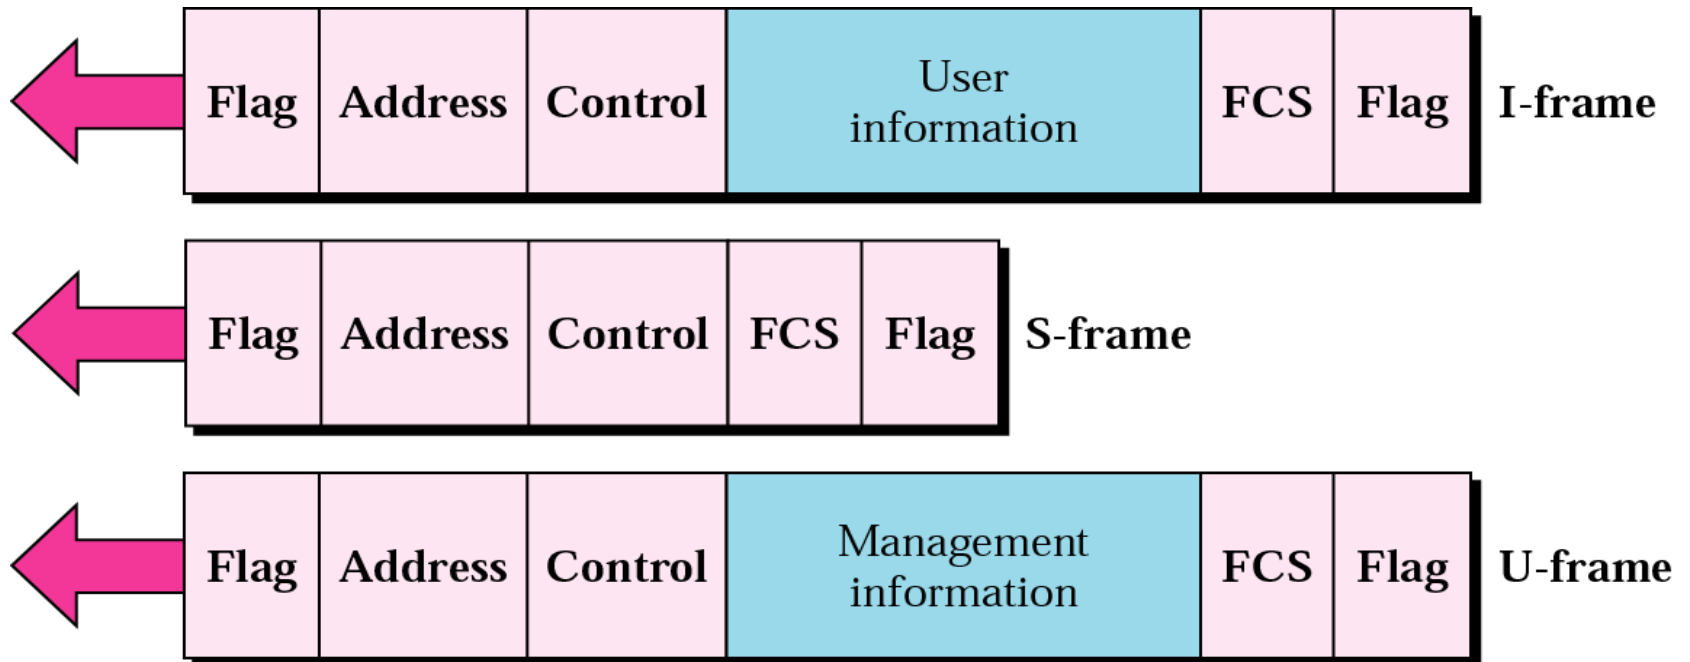 Flag Address Control User information FCS Flag I-frame
Flag Address Control FCS Flag S-frame
Flag Address Control Management information FCS Flag U-frame